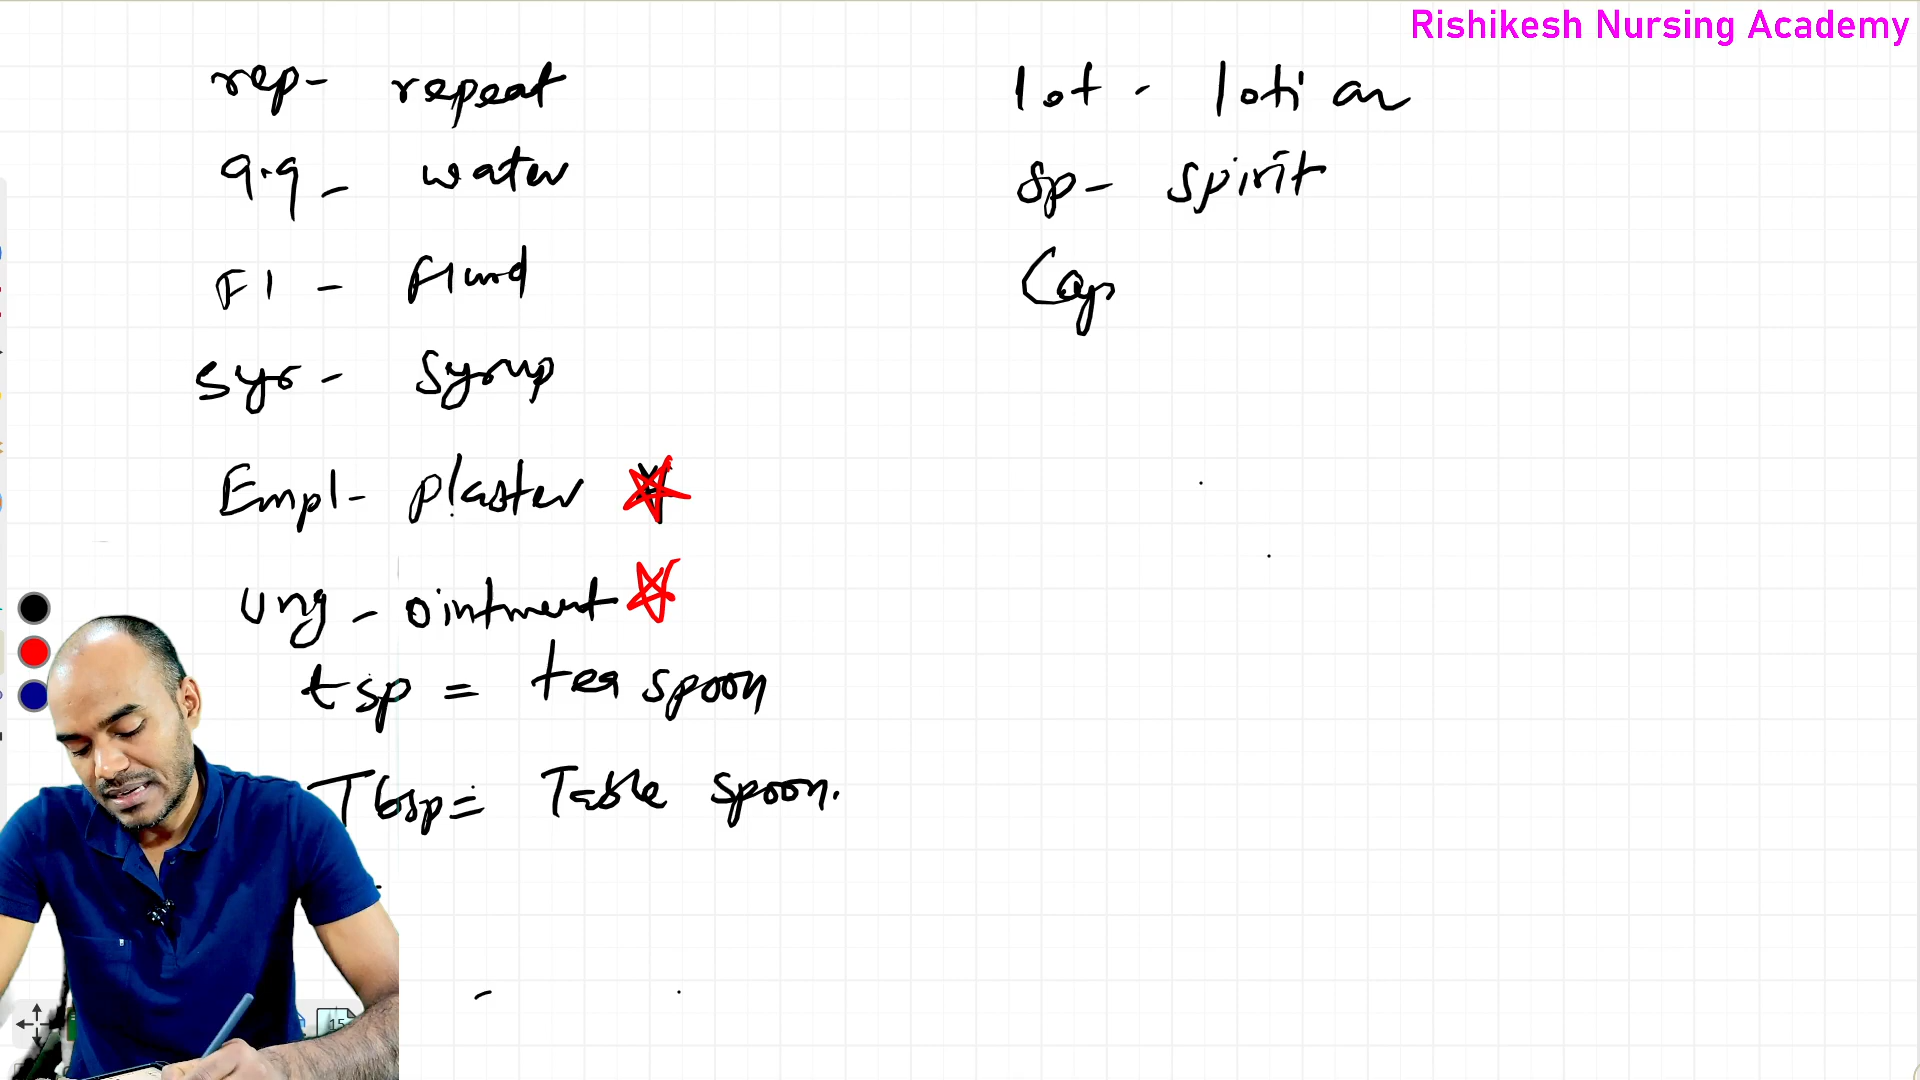 Rishikesh Nursing Academy
rep- repeat
q.q - water
Fl - Fluid
syr - syrup
Empl- plaster
Ung - ointment
tsp = tea spoon
Tbsp = Table spoon.
lot - lotion
sp- spirit
Cap
15